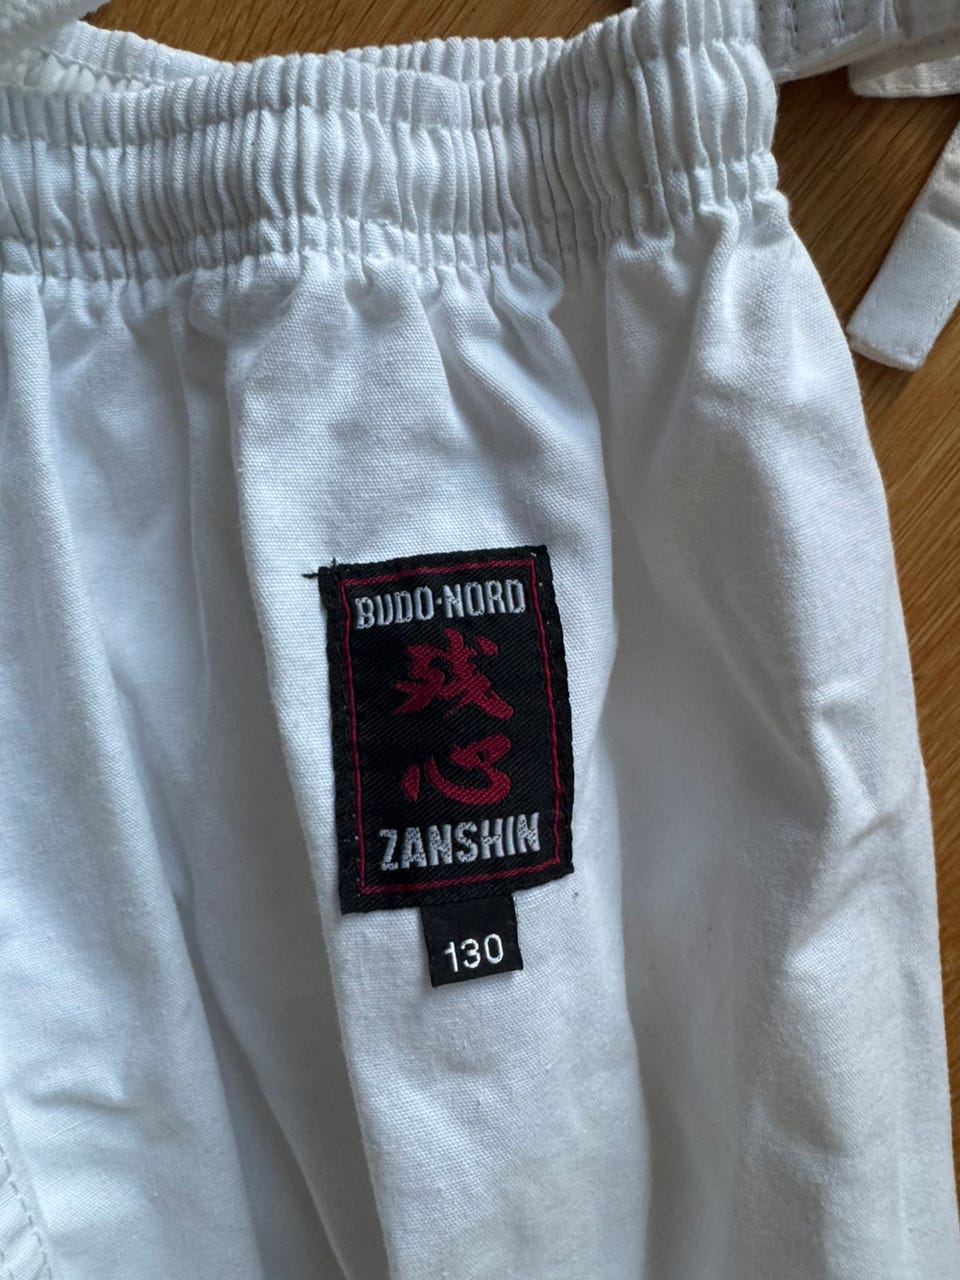 BUDO·NORD
残
心
ZANSHIN
130